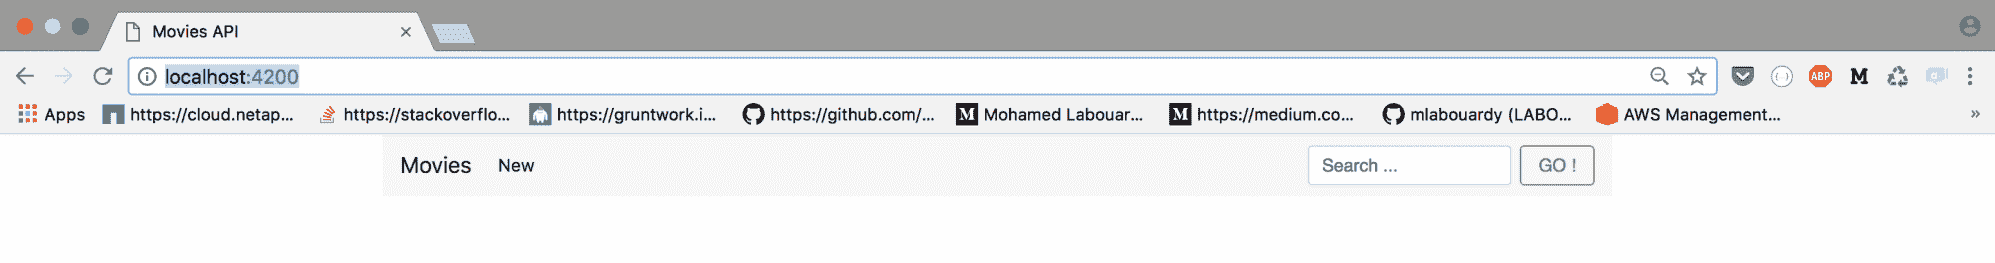 Movies API
localhost:4200
ABP M
Apps https://cloud.netap... https://stackoverflo... https://gruntwork.i... https://github.com/... M Mohamed Labouar... M https://medium.co... mlabouardy (LABO... AWS Management... »
Movies New Search ... GO !